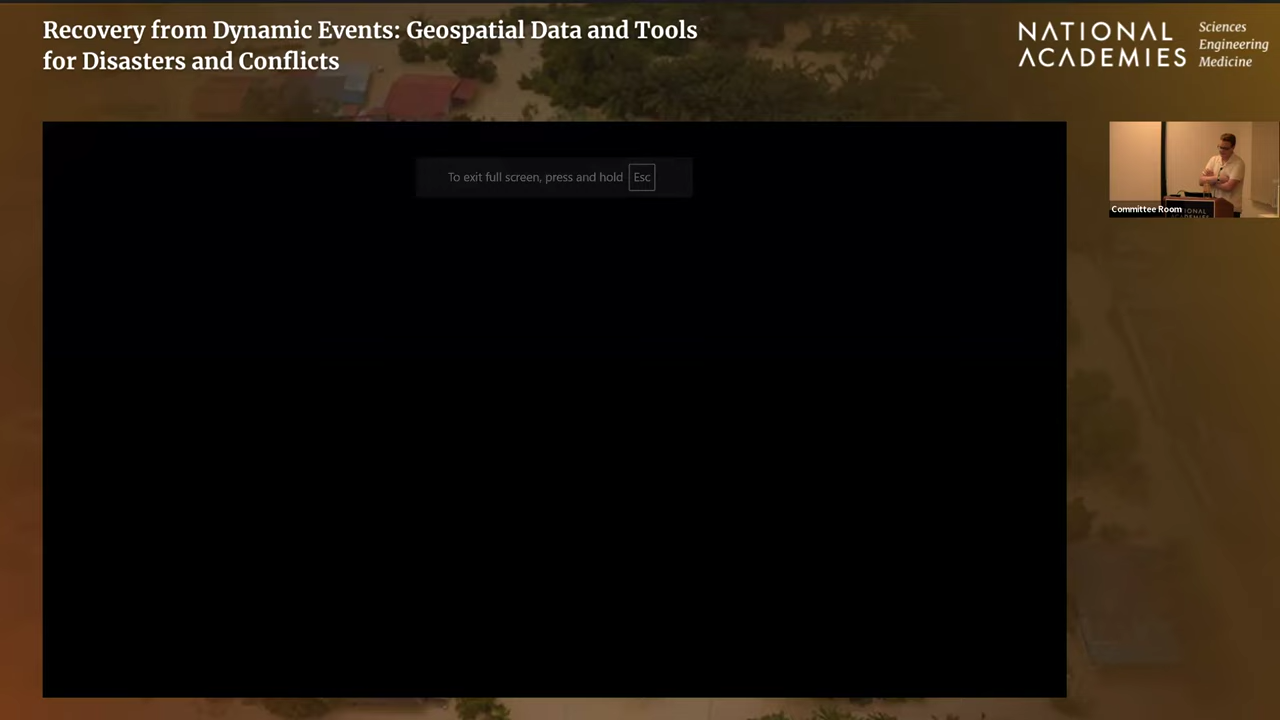 Recovery from Dynamic Events: Geospatial Data and Tools
for Disasters and Conflicts
NATIONAL
ACADEMIES
Sciences
Engineering
Medicine
To exit full screen, press and hold Esc
Committee Room